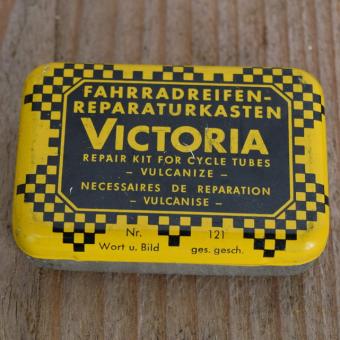 FAHRRADREIFEN-
REPARATURKASTEN
VICTORIA
REPAIR KIT FOR CYCLE TUBES
– VULCANIZE –
NECESSAIRES DE REPARATION
– VULCANISE –
Nr. 121
Wort u. Bild ges. gesch.